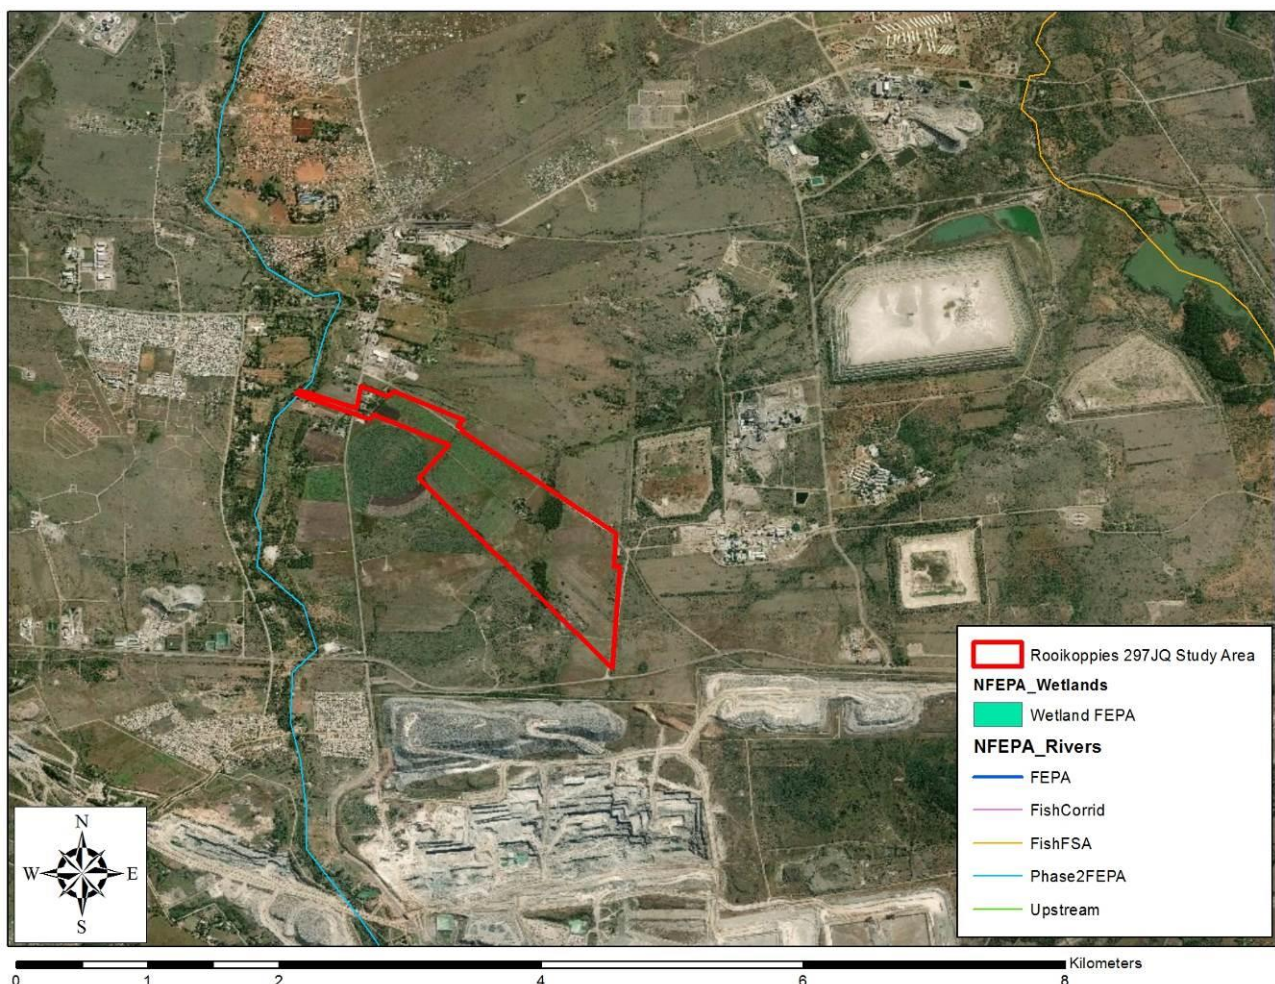 Rooikoppies 297JQ Study Area
NFEPA_Wetlands
Wetland FEPA
NFEPA_Rivers
FEPA
FishCorrid
FishFSA
Phase2FEPA
Upstream
N
W E
S
Kilometers
0 1 2 4 6 8